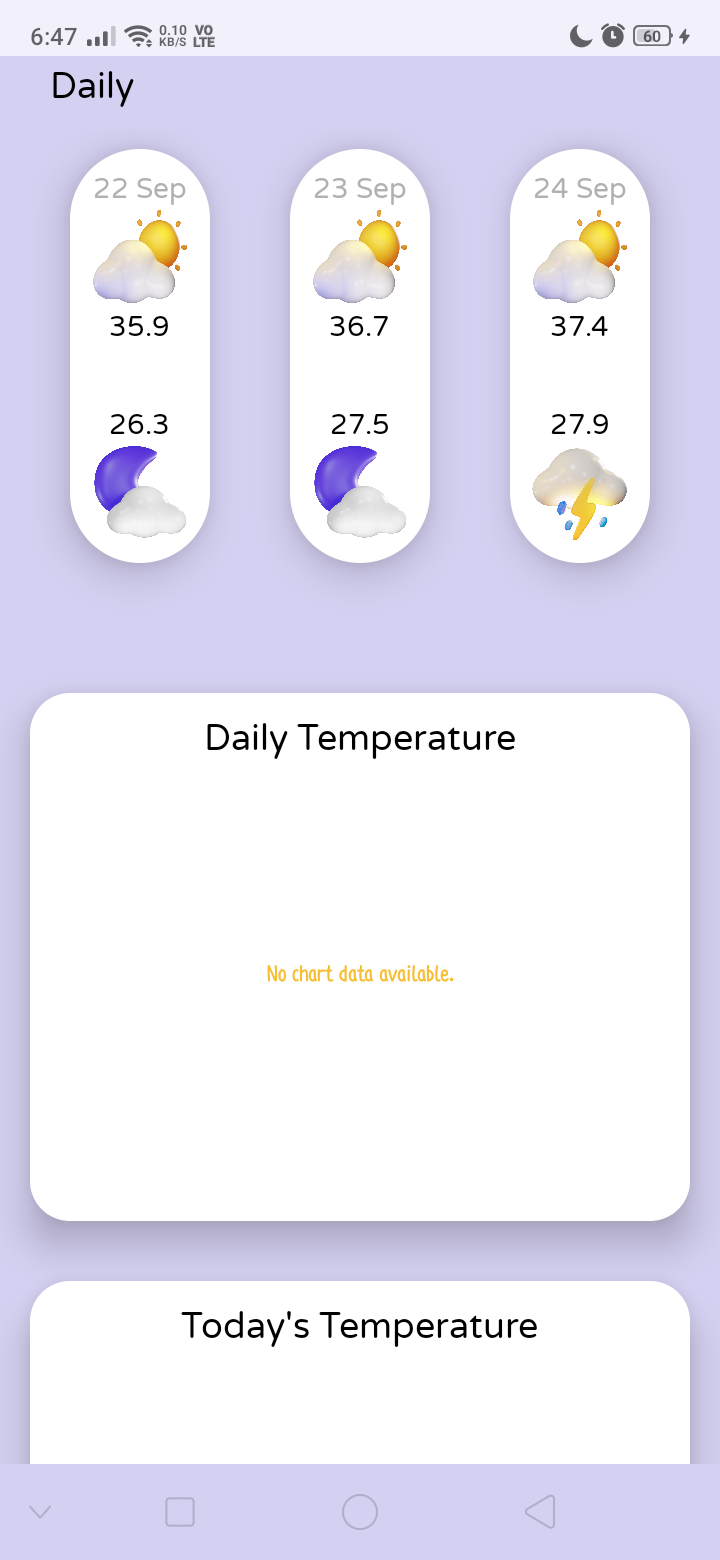 6:47 0.10 KB/S VO LTE 60
Daily
22 Sep 23 Sep 24 Sep
35.9 36.7 37.4
26.3 27.5 27.9
Daily Temperature
No chart data available.
Today's Temperature